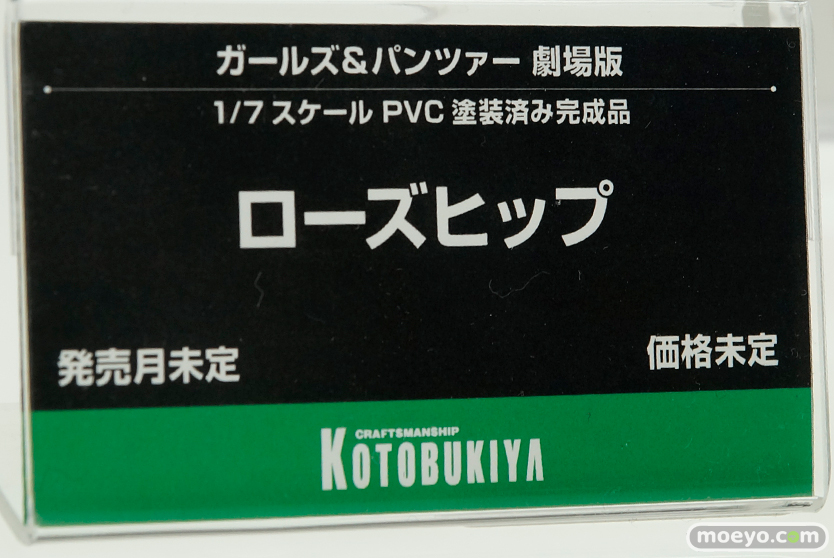 ガールズ&パンツァー 劇場版
1/7 スケール PVC 塗装済み完成品
ローズヒップ
発売月未定
価格未定
CRAFTSMANSHIP
KOTOBUKIYA
moeyo.com